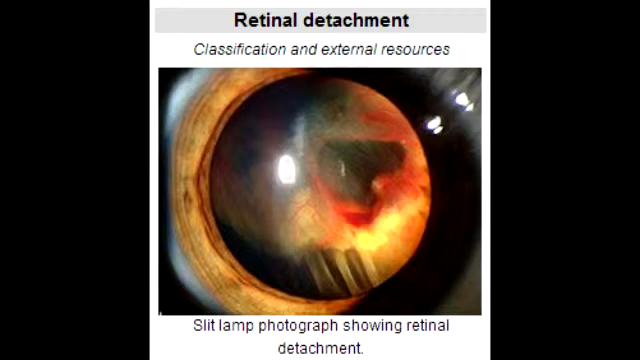 Retinal detachment
Classification and external resources
Slit lamp photograph showing retinal
detachment.